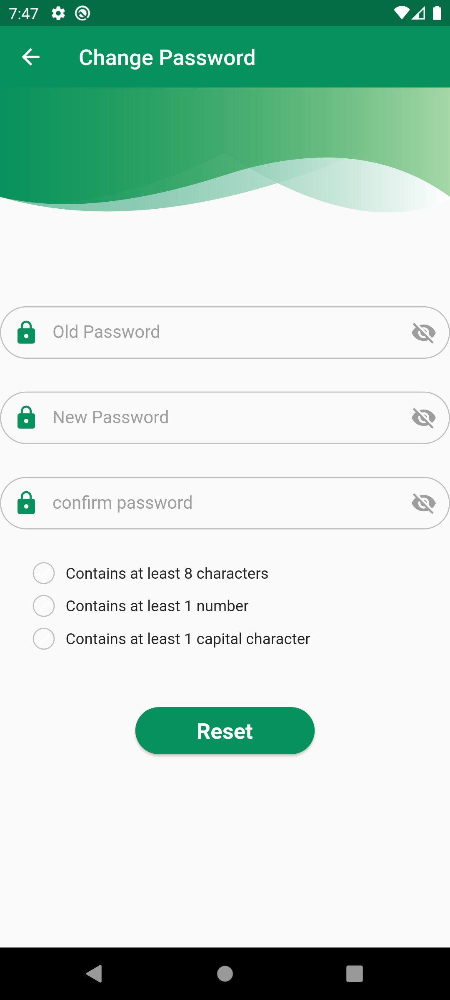 7:47
Change Password
Old Password
New Password
confirm password
Contains at least 8 characters
Contains at least 1 number
Contains at least 1 capital character
Reset